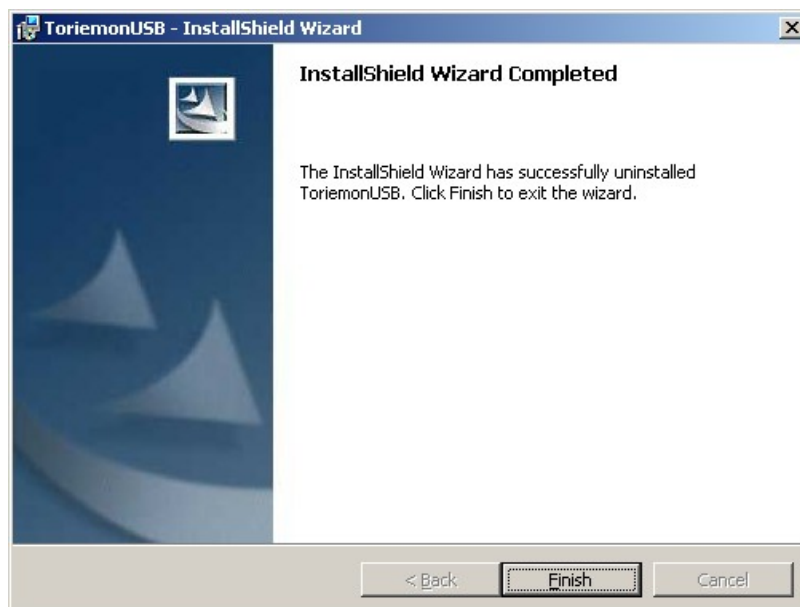 ToriemonUSB - InstallShield Wizard
InstallShield Wizard Completed
The InstallShield Wizard has successfully uninstalled
ToriemonUSB. Click Finish to exit the wizard.
< Back Finish Cancel